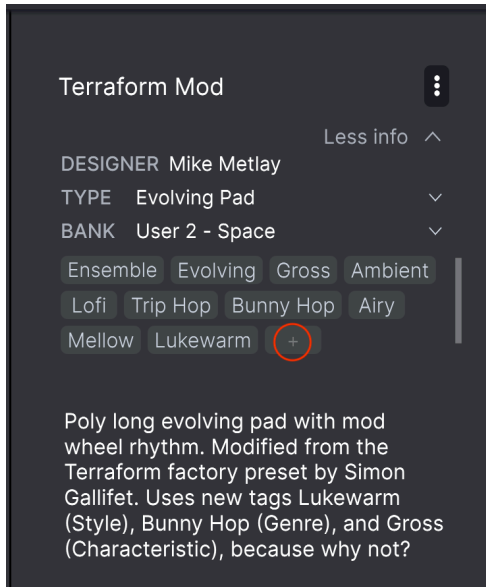 Terraform Mod
Less info
DESIGNER Mike Metlay
TYPE Evolving Pad
BANK User 2 - Space
Ensemble Evolving Gross Ambient
Lofi Trip Hop Bunny Hop Airy
Mellow Lukewarm +
Poly long evolving pad with mod
wheel rhythm. Modified from the
Terraform factory preset by Simon
Gallifet. Uses new tags Lukewarm
(Style), Bunny Hop (Genre), and Gross
(Characteristic), because why not?